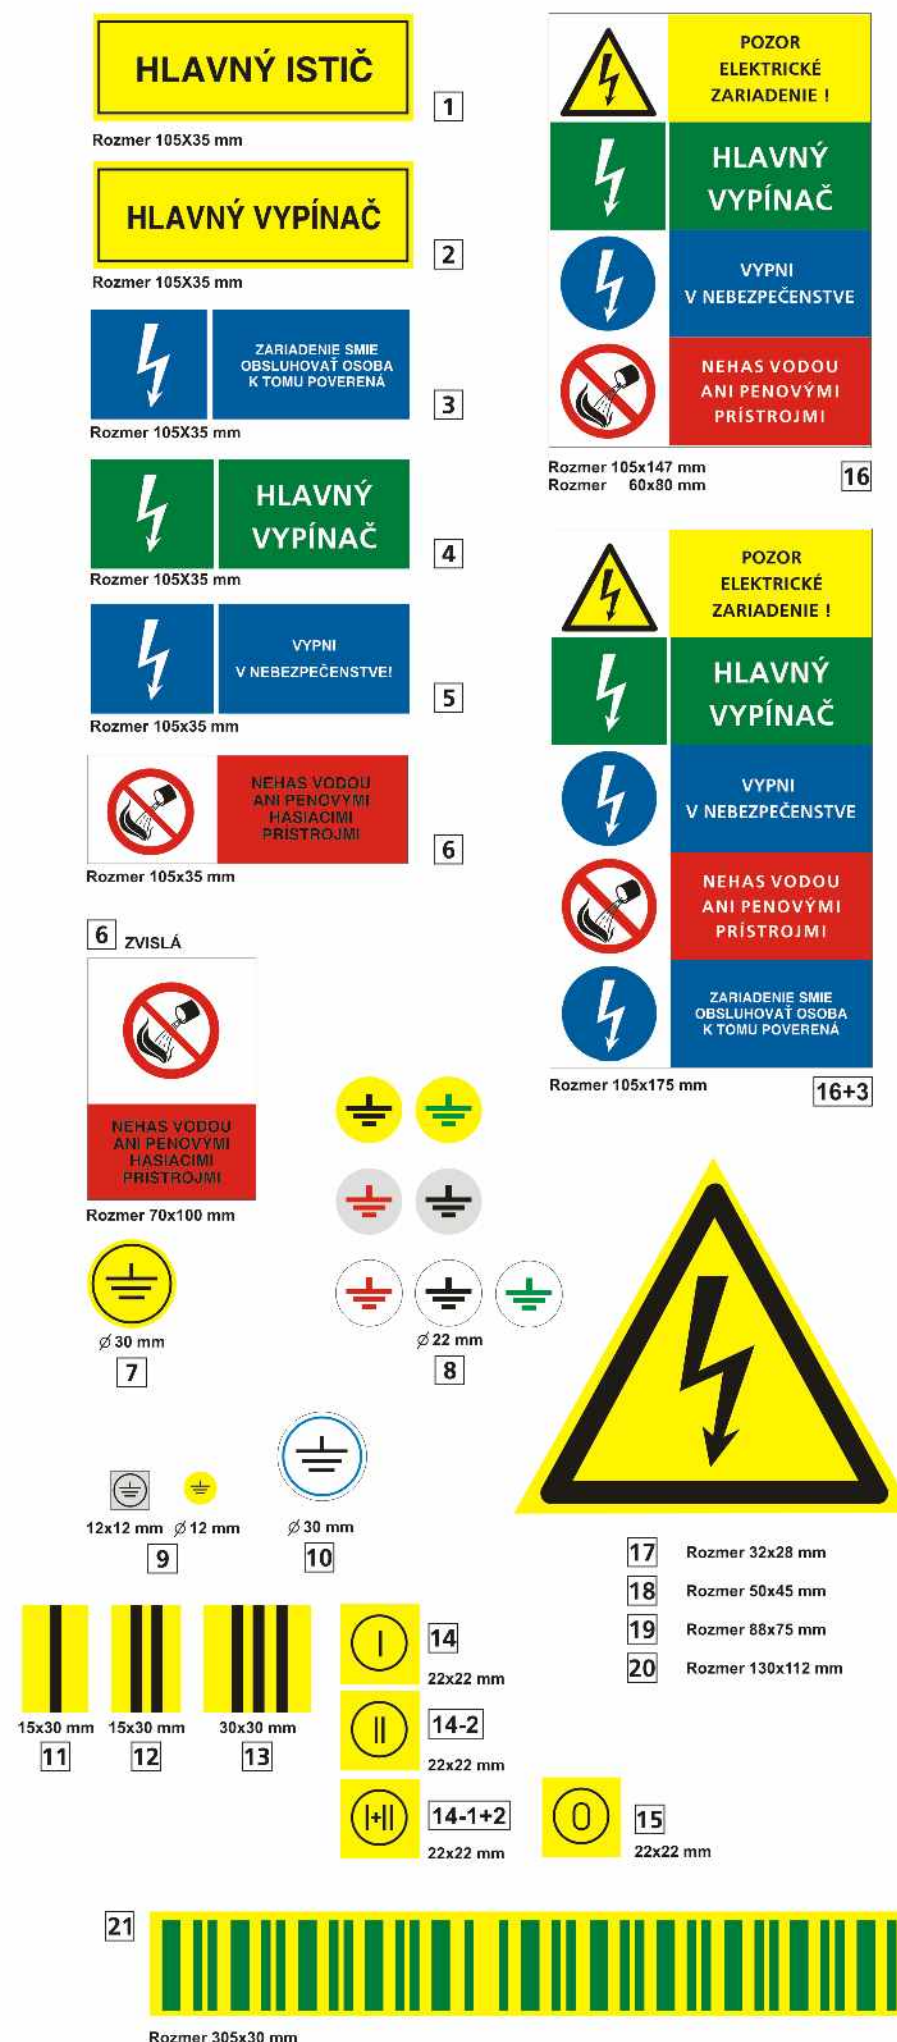 HLAVNÝ ISTIČ
1
Rozmer 105X35 mm
HLAVNÝ VYPÍNAČ
2
Rozmer 105X35 mm
ZARIADENIE SMIE
OBSLUHOVAŤ OSOBA
K TOMU POVERENÁ
3
Rozmer 105X35 mm
HLAVNÝ
VYPÍNAČ
4
Rozmer 105X35 mm
VYPNI
V NEBEZPEČENSTVE!
5
Rozmer 105x35 mm
NEHAS VODOU
ANI PENOVÝMI
HASIACIMI
PRÍSTROJMI
6
Rozmer 105x35 mm
6 ZVISLÁ
NEHAS VODOU
ANI PENOVÝMI
HASIACIMI
PRISTROJMI
Rozmer 70x100 mm
Ø 30 mm
7
Ø 22 mm
8
12x12 mm Ø 12 mm
9
Ø 30 mm
10
POZOR
ELEKTRICKÉ
ZARIADENIE !
HLAVNÝ
VYPÍNAČ
VYPNI
V NEBEZPEČENSTVE
NEHAS VODOU
ANI PENOVÝMI
PRÍSTROJMI
Rozmer 105x147 mm
Rozmer 60x80 mm
16
POZOR
ELEKTRICKÉ
ZARIADENIE !
HLAVNÝ
VYPÍNAČ
VYPNI
V NEBEZPEČENSTVE
NEHAS VODOU
ANI PENOVÝMI
PRÍSTROJMI
ZARIADENIE SMIE
OBSLUHOVAŤ OSOBA
K TOMU POVERENÁ
Rozmer 105x175 mm
16+3
17 Rozmer 32x28 mm
18 Rozmer 50x45 mm
19 Rozmer 88x75 mm
20 Rozmer 130x112 mm
15x30 mm
11
15x30 mm
12
30x30 mm
13
I
14
22x22 mm
II
14-2
22x22 mm
I+II
14-1+2
22x22 mm
0
15
22x22 mm
21
Rozmer 305x30 mm